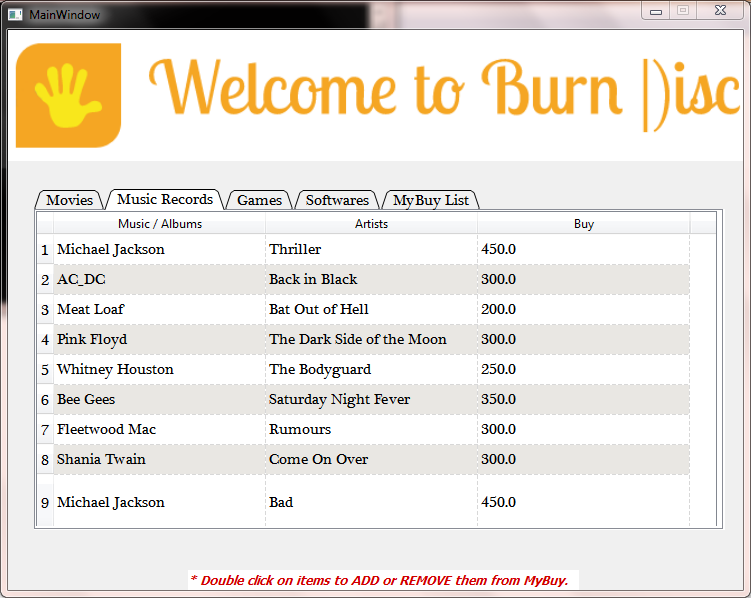 MainWindow
Welcome to Burn Disc
Movies Music Records Games Softwares MyBuy List
Music / Albums Artists Buy
1 Michael Jackson Thriller 450.0
2 AC_DC Back in Black 300.0
3 Meat Loaf Bat Out of Hell 200.0
4 Pink Floyd The Dark Side of the Moon 300.0
5 Whitney Houston The Bodyguard 250.0
6 Bee Gees Saturday Night Fever 350.0
7 Fleetwood Mac Rumours 300.0
8 Shania Twain Come On Over 300.0
9 Michael Jackson Bad 450.0
* Double click on items to ADD or REMOVE them from MyBuy.